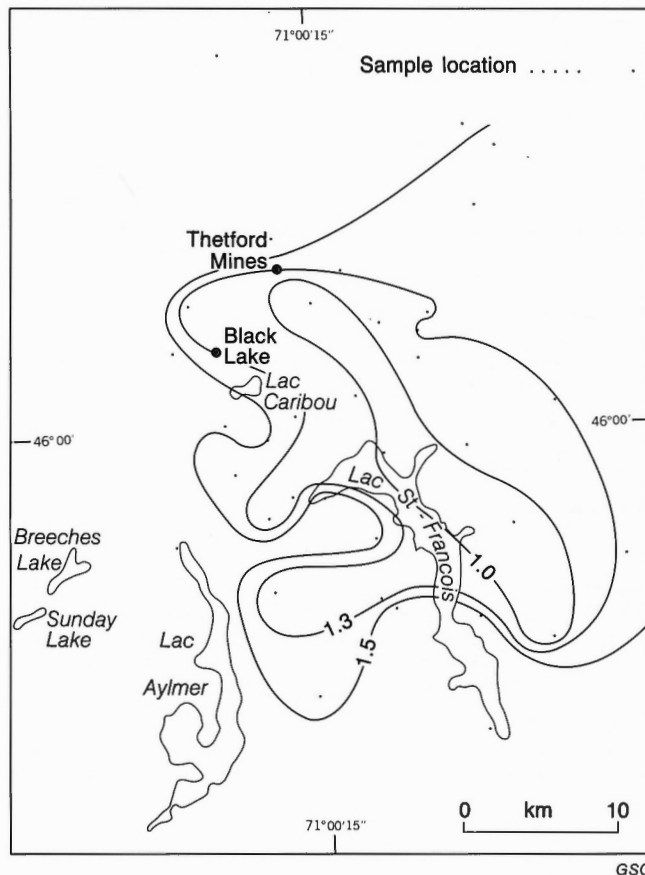 71°00'15"
Sample location ..... .
Thetford
Mines
Black
Lake
Lac
Caribou
46°00'
46°00'
Lac St-Francois
Breeches
Lake
1.0
Sunday
Lake
1.3
1.5
Lac
Aylmer
0 km 10
71°00'15"
GSC